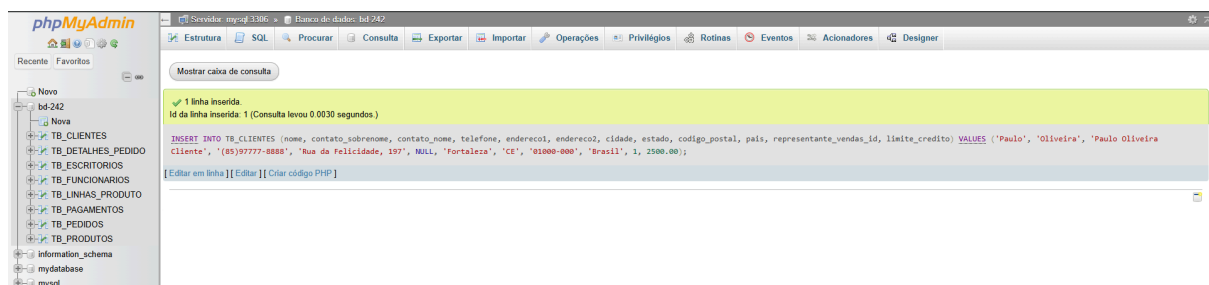 phpMyAdmin
Recente Favoritos
Novo
bd-242
Nova
TB_CLIENTES
TB_DETALHES_PEDIDO
TB_ESCRITORIOS
TB_FUNCIONARIOS
TB_LINHAS_PRODUTO
TB_PAGAMENTOS
TB_PEDIDOS
TB_PRODUTOS
information_schema
mydatabase
mysql
Servidor: mysql:3306 » Banco de dados: bd-242
Estrutura SQL Procurar Consulta Exportar Importar Operações Privilégios Rotinas Eventos Acionadores Designer
Mostrar caixa de consulta
1 linha inserida.
Id da linha inserida: 1 (Consulta levou 0.0030 segundos.)
INSERT INTO TB_CLIENTES (nome, contato_sobrenome, contato_nome, telefone, endereco1, endereco2, cidade, estado, codigo_postal, pais, representante_vendas_id, limite_credito) VALUES ('Paulo', 'Oliveira', 'Paulo Oliveira
Cliente', '(85)97777-8888', 'Rua da Felicidade, 197', NULL, 'Fortaleza', 'CE', '01000-000', 'Brasil', 1, 2500.00);
[ Editar em linha ] [ Editar ] [ Criar código PHP ]